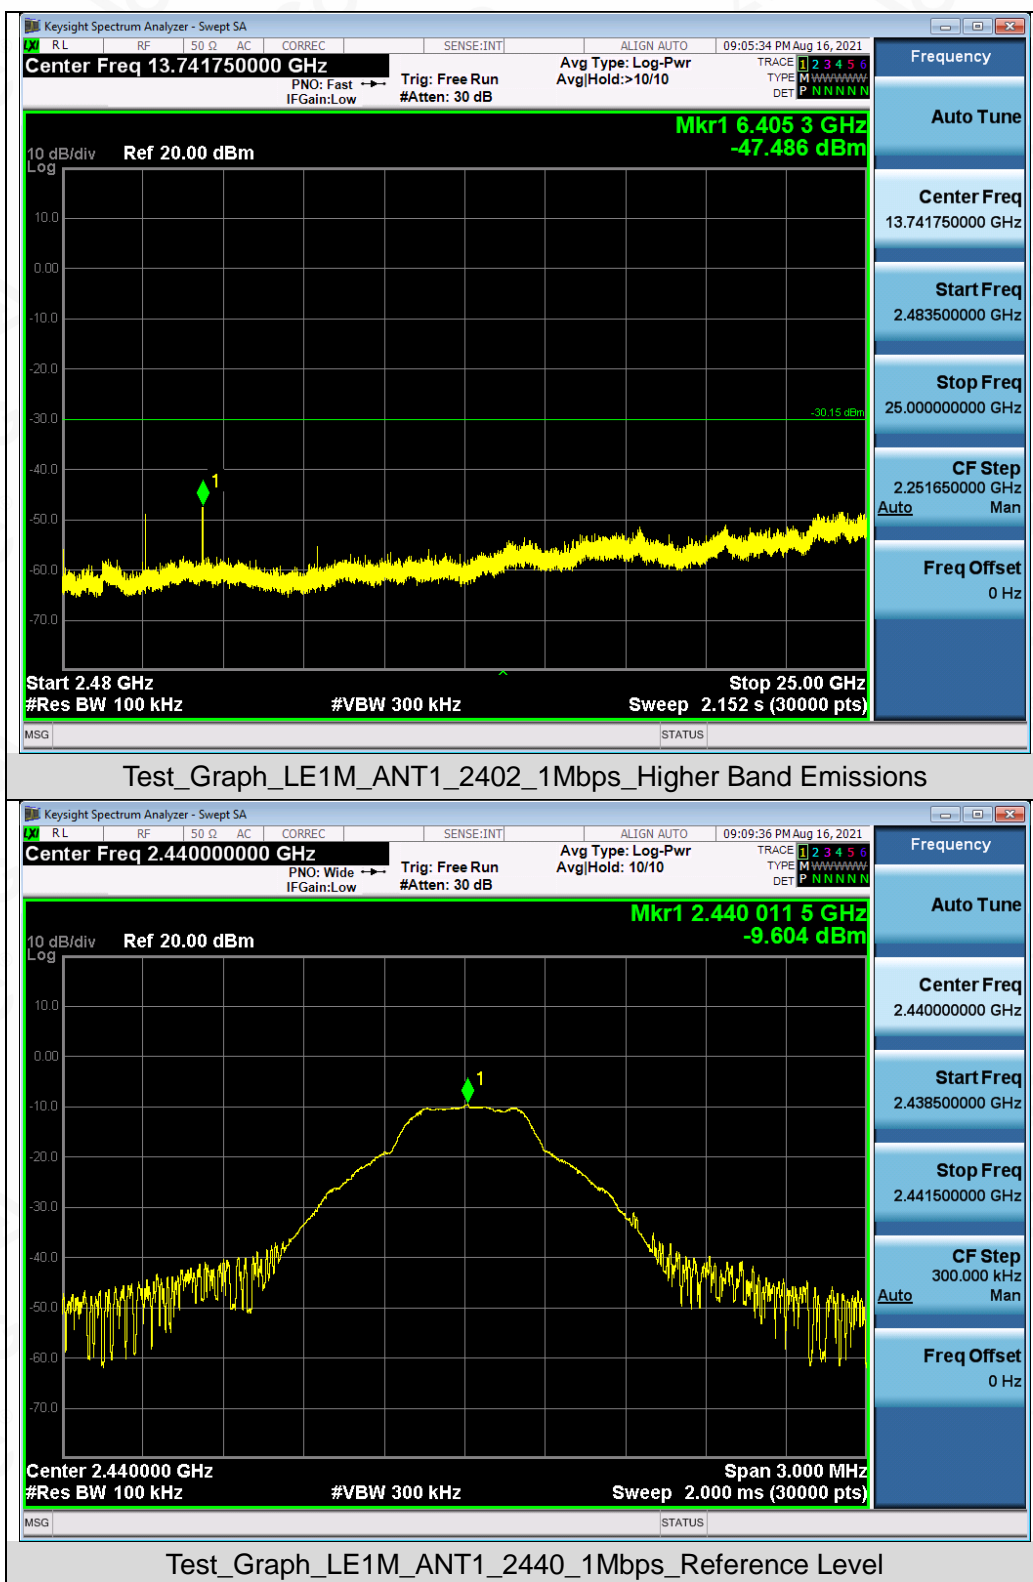 Keysight Spectrum Analyzer - Swept SA
LXI RL RF 50 Ω AC CORREC SENSE:INT ALIGN AUTO 09:05:34 PM Aug 16, 2021
Center Freq 13.741750000 GHz
PNO: Fast
IFGain:Low
Trig: Free Run
#Atten: 30 dB
Avg Type: Log-Pwr
Avg|Hold:>10/10
TRACE 1 2 3 4 5 6
TYPE M WWWWW
DET P N N N N N
Mkr1 6.405 3 GHz
-47.486 dBm
10 dB/div Ref 20.00 dBm
Log
10.0
0.00
-10.0
-20.0
-30.0
-30.15 dBm
-40.0
1
-50.0
-60.0
-70.0
Start 2.48 GHz Stop 25.00 GHz
#Res BW 100 kHz #VBW 300 kHz Sweep 2.152 s (30000 pts)
MSG STATUS
Frequency
Auto Tune
Center Freq
13.741750000 GHz
Start Freq
2.483500000 GHz
Stop Freq
25.000000000 GHz
CF Step
2.251650000 GHz
Auto Man
Freq Offset
0 Hz
Test_Graph_LE1M_ANT1_2402_1Mbps_Higher Band Emissions
Keysight Spectrum Analyzer - Swept SA
LXI RL RF 50 Ω AC CORREC SENSE:INT ALIGN AUTO 09:09:36 PM Aug 16, 2021
Center Freq 2.440000000 GHz
PNO: Wide
IFGain:Low
Trig: Free Run
#Atten: 30 dB
Avg Type: Log-Pwr
Avg|Hold: 10/10
TRACE 1 2 3 4 5 6
TYPE M WWWWW
DET P N N N N N
Mkr1 2.440 011 5 GHz
-9.604 dBm
10 dB/div Ref 20.00 dBm
Log
10.0
0.00
1
-10.0
-20.0
-30.0
-40.0
-50.0
-60.0
-70.0
Center 2.440000 GHz Span 3.000 MHz
#Res BW 100 kHz #VBW 300 kHz Sweep 2.000 ms (30000 pts)
MSG STATUS
Frequency
Auto Tune
Center Freq
2.440000000 GHz
Start Freq
2.438500000 GHz
Stop Freq
2.441500000 GHz
CF Step
300.000 kHz
Auto Man
Freq Offset
0 Hz
Test_Graph_LE1M_ANT1_2440_1Mbps_Reference Level